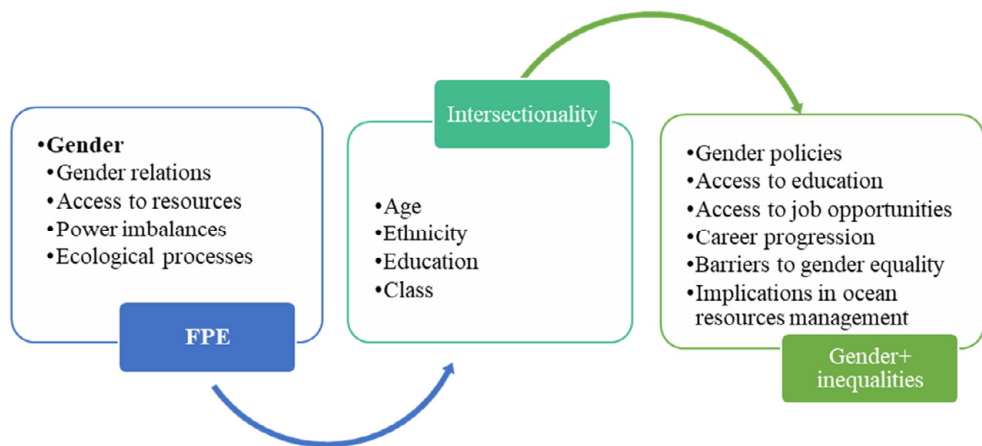 •Gender
•Gender relations
•Access to resources
•Power imbalances
•Ecological processes
FPE
Intersectionality
•Age
•Ethnicity
•Education
•Class
•Gender policies
•Access to education
•Access to job opportunities
•Career progression
•Barriers to gender equality
•Implications in ocean
resources management
Gender+
inequalities